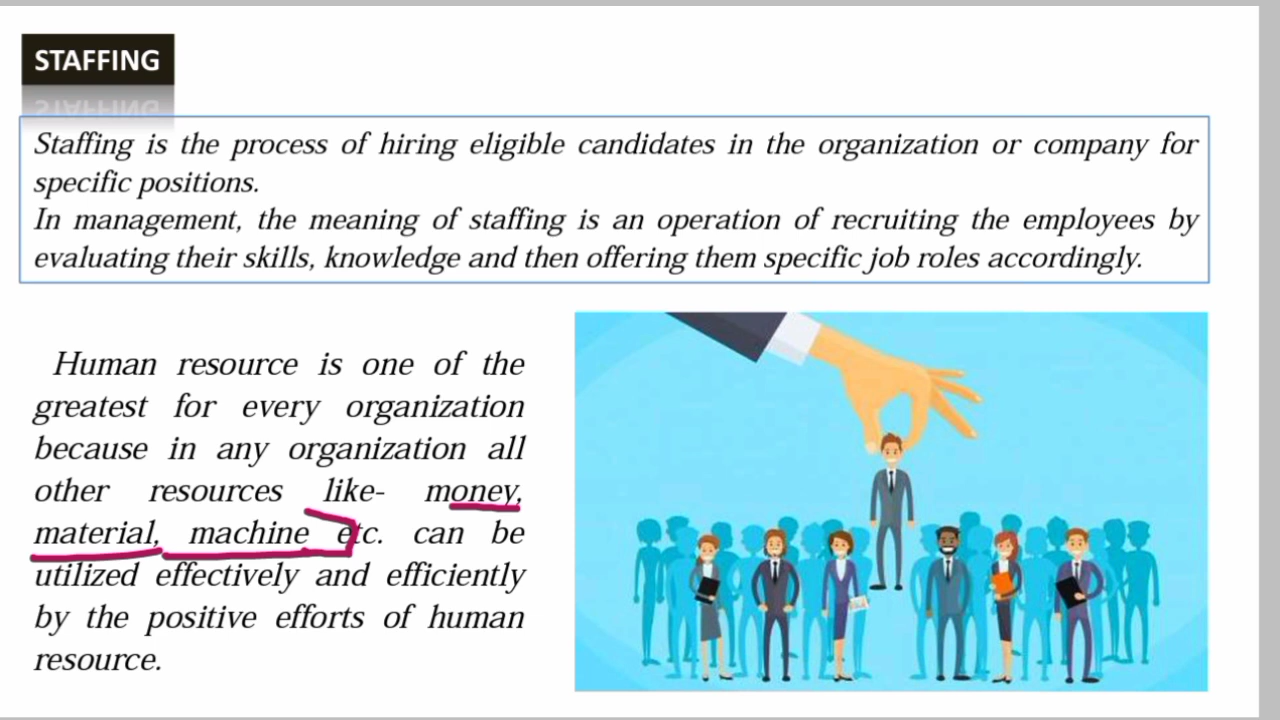 STAFFING
Staffing is the process of hiring eligible candidates in the organization or company for
specific positions.
In management, the meaning of staffing is an operation of recruiting the employees by
evaluating their skills, knowledge and then offering them specific job roles accordingly.
Human resource is one of the
greatest for every organization
because in any organization all
other resources like- money,
material, machine etc. can be
utilized effectively and efficiently
by the positive efforts of human
resource.